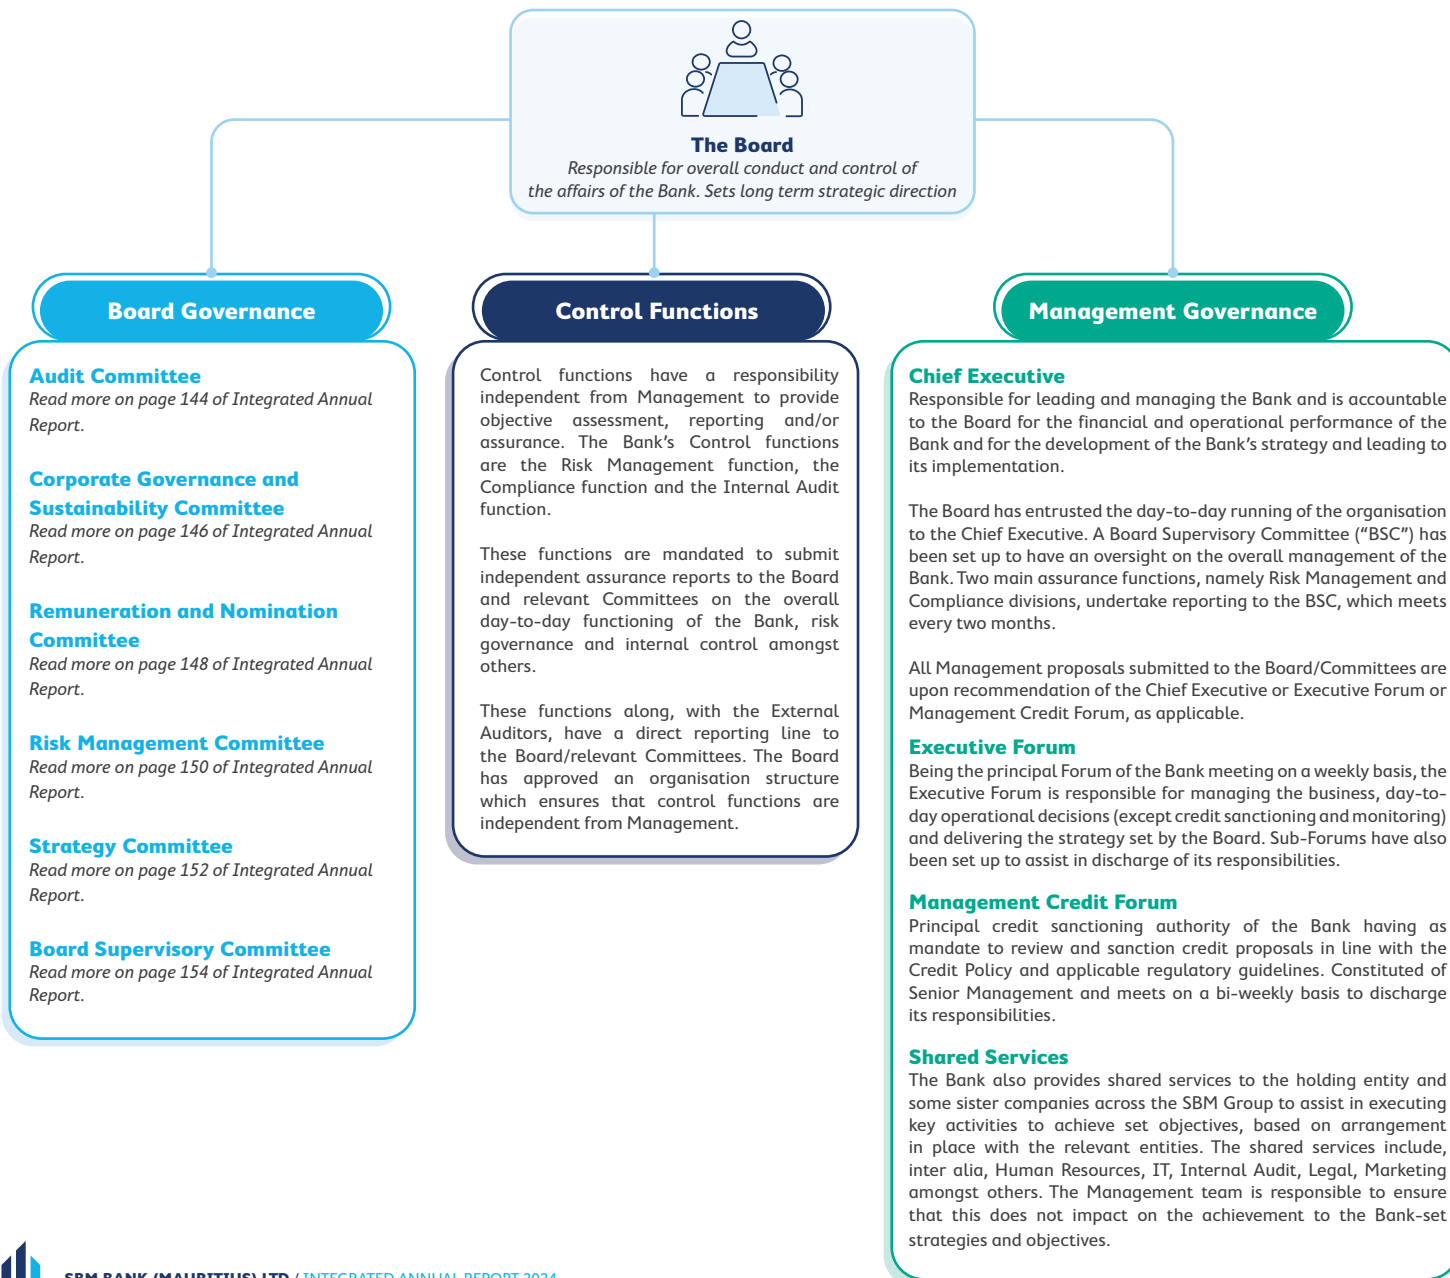 The Board
Responsible for overall conduct and control of
the affairs of the Bank. Sets long term strategic direction
Board Governance
Audit Committee
Read more on page 144 of Integrated Annual
Report.
Corporate Governance and
Sustainability Committee
Read more on page 146 of Integrated Annual
Report.
Remuneration and Nomination
Committee
Read more on page 148 of Integrated Annual
Report.
Risk Management Committee
Read more on page 150 of Integrated Annual
Report.
Strategy Committee
Read more on page 152 of Integrated Annual
Report.
Board Supervisory Committee
Read more on page 154 of Integrated Annual
Report.
Control Functions
Control functions have a responsibility
independent from Management to provide
objective assessment, reporting and/or
assurance. The Bank's Control functions
are the Risk Management function, the
Compliance function and the Internal Audit
function.
These functions are mandated to submit
independent assurance reports to the Board
and relevant Committees on the overall
day-to-day functioning of the Bank, risk
governance and internal control amongst
others.
These functions along, with the External
Auditors, have a direct reporting line to
the Board/relevant Committees. The Board
has approved an organisation structure
which ensures that control functions are
independent from Management.
Management Governance
Chief Executive
Responsible for leading and managing the Bank and is accountable
to the Board for the financial and operational performance of the
Bank and for the development of the Bank's strategy and leading to
its implementation.
The Board has entrusted the day-to-day running of the organisation
to the Chief Executive. A Board Supervisory Committee (“BSC”) has
been set up to have an oversight on the overall management of the
Bank. Two main assurance functions, namely Risk Management and
Compliance divisions, undertake reporting to the BSC, which meets
every two months.
All Management proposals submitted to the Board/Committees are
upon recommendation of the Chief Executive or Executive Forum or
Management Credit Forum, as applicable.
Executive Forum
Being the principal Forum of the Bank meeting on a weekly basis, the
Executive Forum is responsible for managing the business, day-to-
day operational decisions (except credit sanctioning and monitoring)
and delivering the strategy set by the Board. Sub-Forums have also
been set up to assist in discharge of its responsibilities.
Management Credit Forum
Principal credit sanctioning authority of the Bank having as
mandate to review and sanction credit proposals in line with the
Credit Policy and applicable regulatory guidelines. Constituted of
Senior Management and meets on a bi-weekly basis to discharge
its responsibilities.
Shared Services
The Bank also provides shared services to the holding entity and
some sister companies across the SBM Group to assist in executing
key activities to achieve set objectives, based on arrangement
in place with the relevant entities. The shared services include,
inter alia, Human Resources, IT, Internal Audit, Legal, Marketing
amongst others. The Management team is responsible to ensure
that this does not impact on the achievement to the Bank-set
strategies and objectives.
SBM BANK (MAURITIUS) LTD / INTEGRATED ANNUAL REPORT 2024